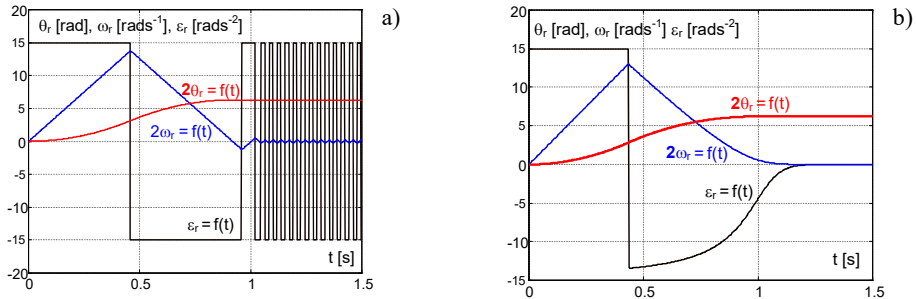 θr [rad], ωr [rads-1], εr [rads-2]
a)
20
15
10
5
0
-5
-10
-15
-20
2θr = f(t)
2ωr = f(t)
εr = f(t)
t [s]
0
0.5
1
1.5
θr [rad], ωr [rads-1] εr [rads-2]
b)
20
15
10
5
0
-5
-10
-15
2θr = f(t)
2ωr = f(t)
εr = f(t)
t [s]
0
0.5
1
1.5